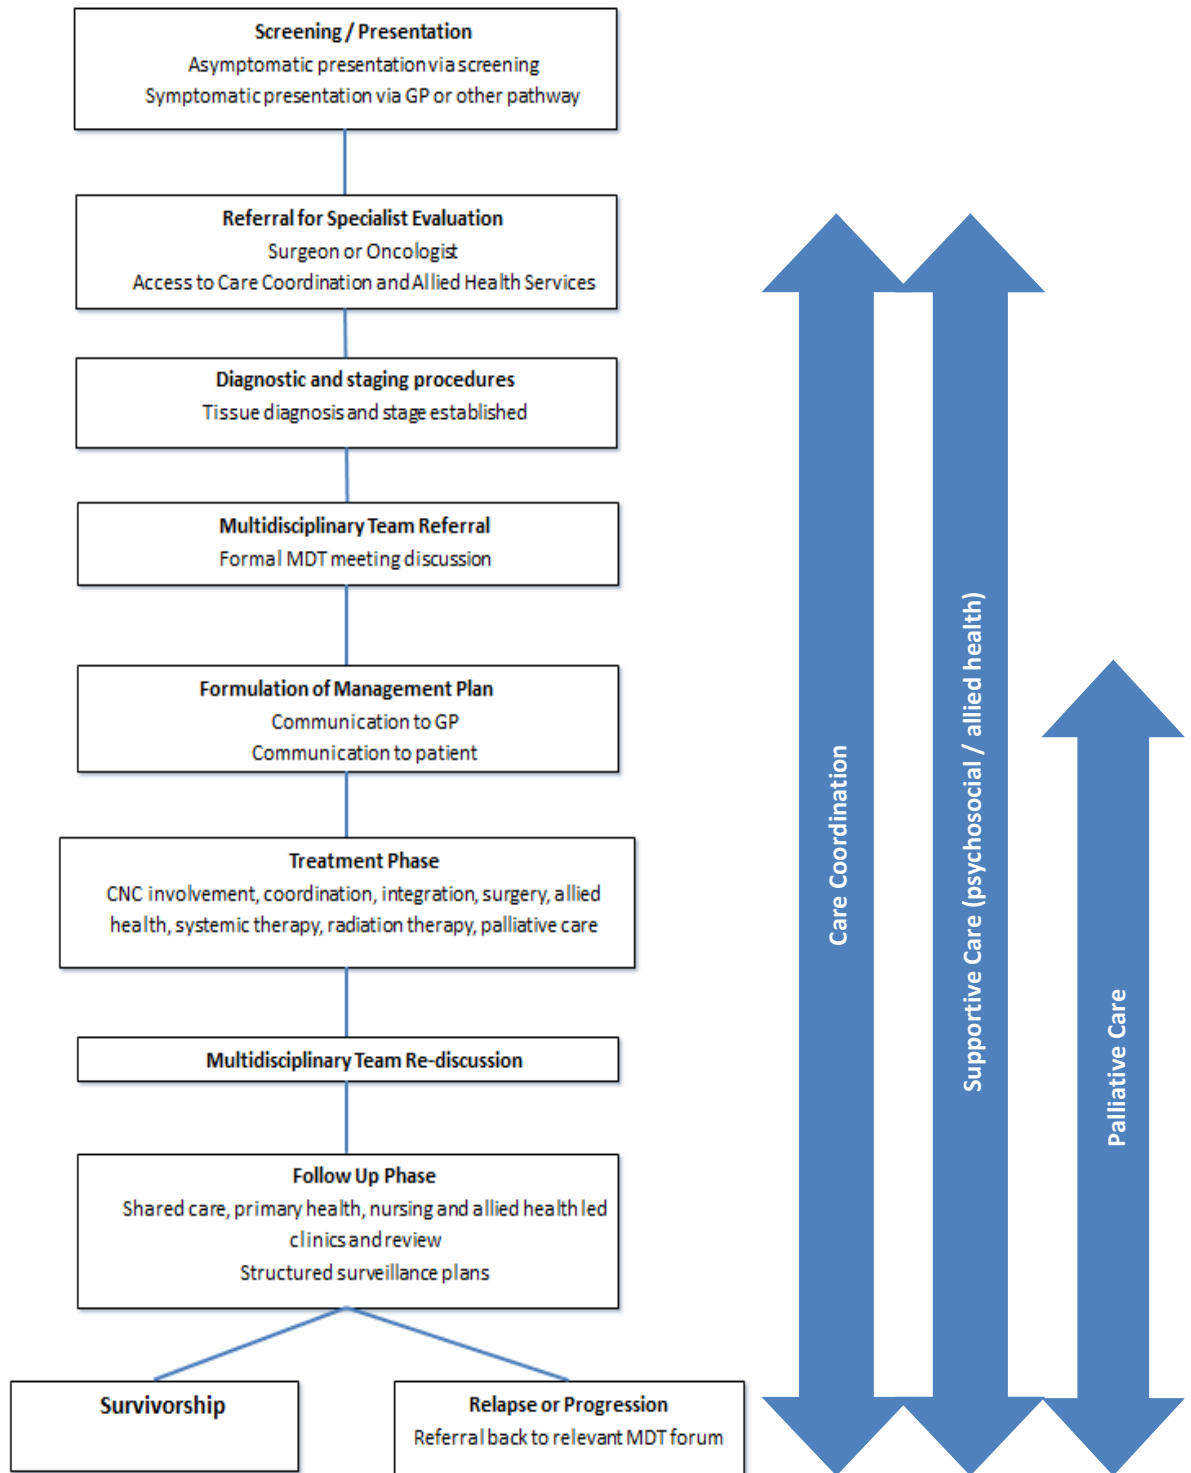 Screening / Presentation
Asymptomatic presentation via screening
Symptomatic presentation via GP or other pathway
Referral for Specialist Evaluation
Surgeon or Oncologist
Access to Care Coordination and Allied Health Services
Diagnostic and staging procedures
Tissue diagnosis and stage established
Multidisciplinary Team Referral
Formal MDT meeting discussion
Formulation of Management Plan
Communication to GP
Communication to patient
Treatment Phase
CNC involvement, coordination, integration, surgery, allied
health, systemic therapy, radiation therapy, palliative care
Multidisciplinary Team Re-discussion
Follow Up Phase
Shared care, primary health, nursing and allied health led
clinics and review
Structured surveillance plans
Survivorship
Relapse or Progression
Referral back to relevant MDT forum
Care Coordination
Supportive Care (psychosocial / allied health)
Palliative Care